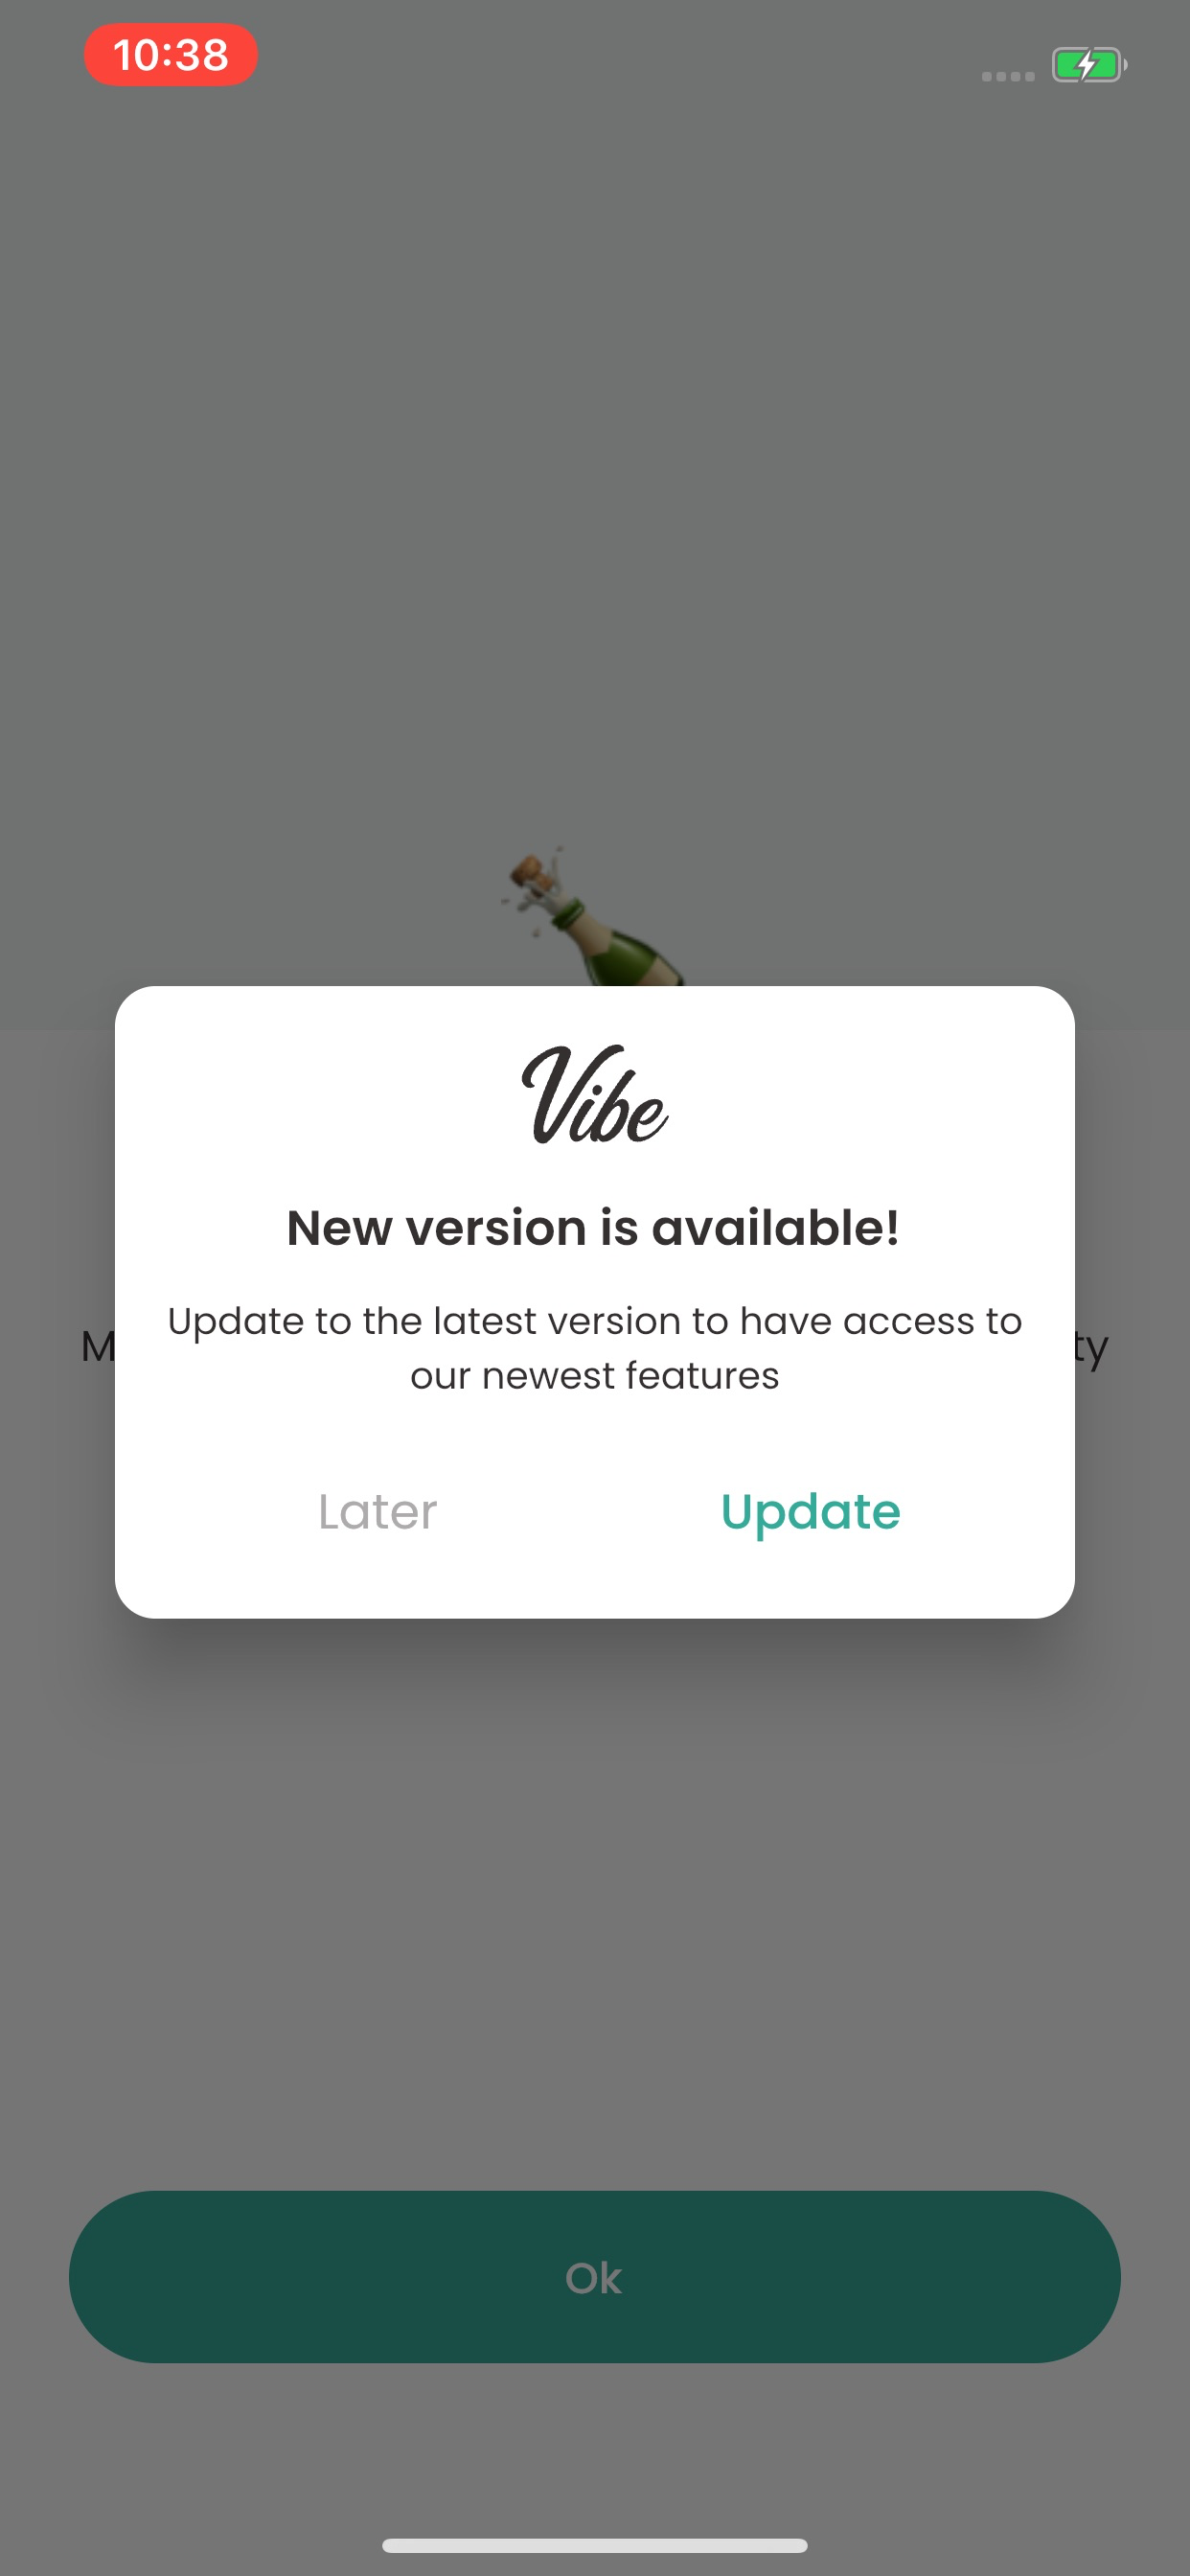 10:38
Vibe
New version is available!
Update to the latest version to have access to
our newest features
Later
Update
Ok